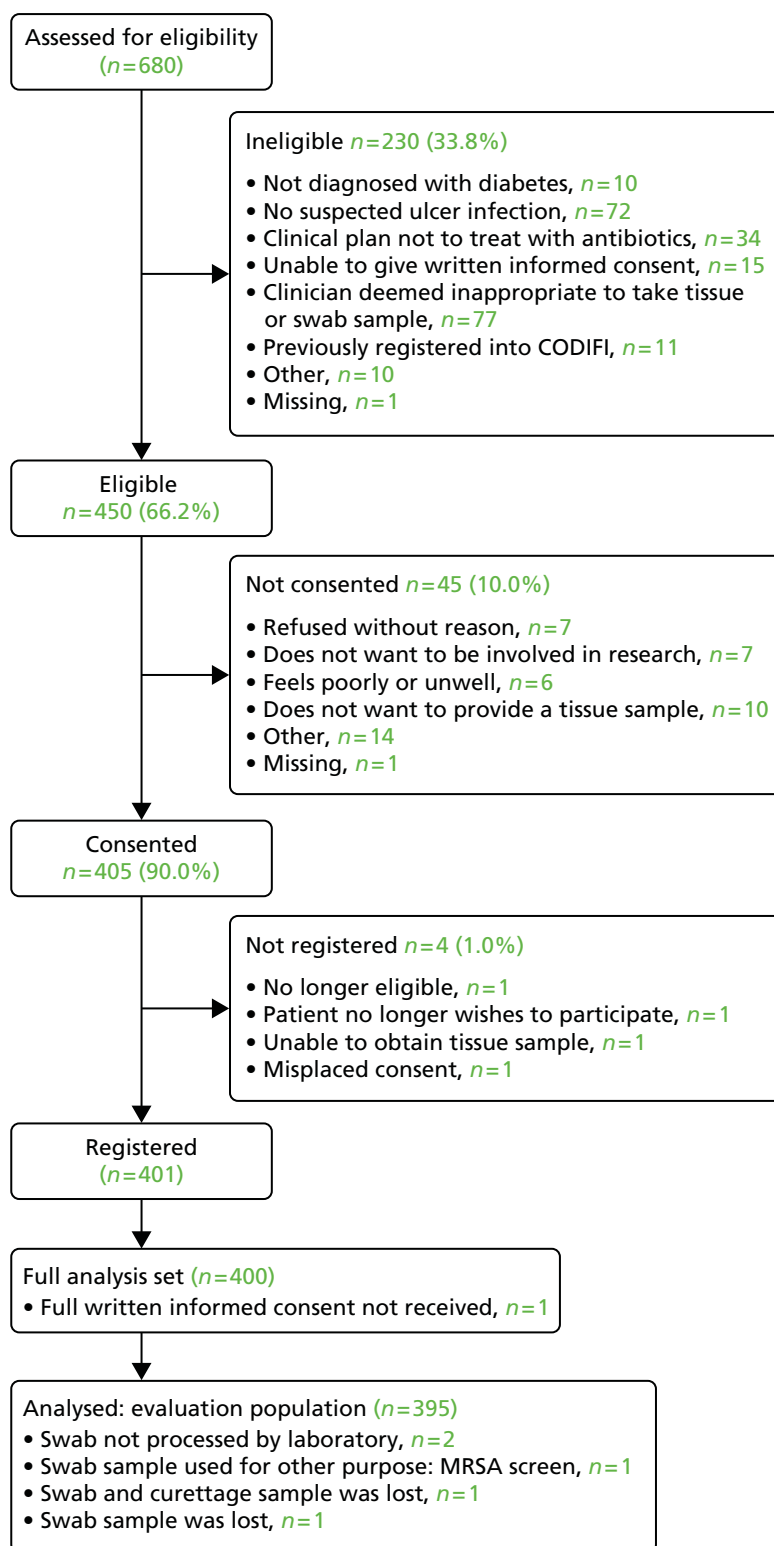 Assessed for eligibility
(n=680)
Ineligible n=230 (33.8%)
• Not diagnosed with diabetes, n=10
• No suspected ulcer infection, n=72
• Clinical plan not to treat with antibiotics, n=34
• Unable to give written informed consent, n=15
• Clinician deemed inappropriate to take tissue
or swab sample, n=77
• Previously registered into CODIFI, n=11
• Other, n=10
• Missing, n=1
Eligible
n=450 (66.2%)
Not consented n=45 (10.0%)
• Refused without reason, n=7
• Does not want to be involved in research, n=7
• Feels poorly or unwell, n=6
• Does not want to provide a tissue sample, n=10
• Other, n=14
• Missing, n=1
Consented
n=405 (90.0%)
Not registered n=4 (1.0%)
• No longer eligible, n=1
• Patient no longer wishes to participate, n=1
• Unable to obtain tissue sample, n=1
• Misplaced consent, n=1
Registered
(n=401)
Full analysis set (n=400)
• Full written informed consent not received, n=1
Analysed: evaluation population (n=395)
• Swab not processed by laboratory, n=2
• Swab sample used for other purpose: MRSA screen, n=1
• Swab and curettage sample was lost, n=1
• Swab sample was lost, n=1